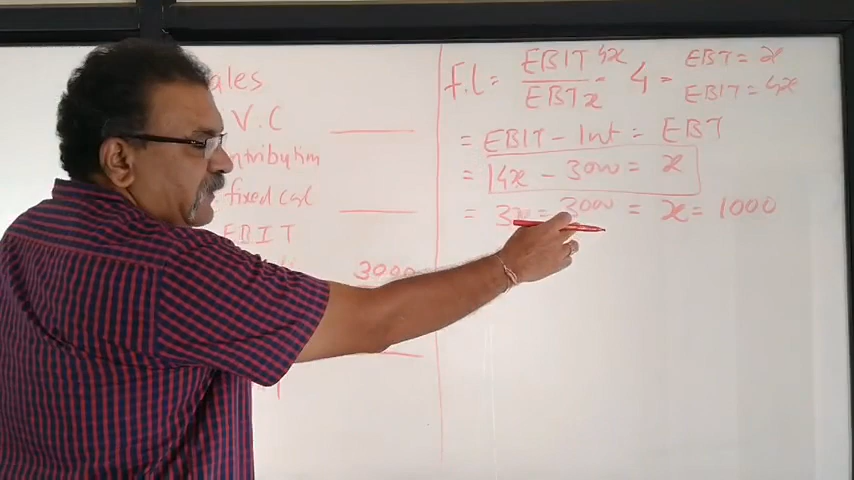 ales
V.C
ntribution
fixed Cost
EBIT
3000
f.L = EBIT 4x / EBT x = 4 =
EBT = x
EBIT = 4x
= EBIT - Int = EBT
= 4x - 3000 = x
= 3x = 3000 = x = 1000